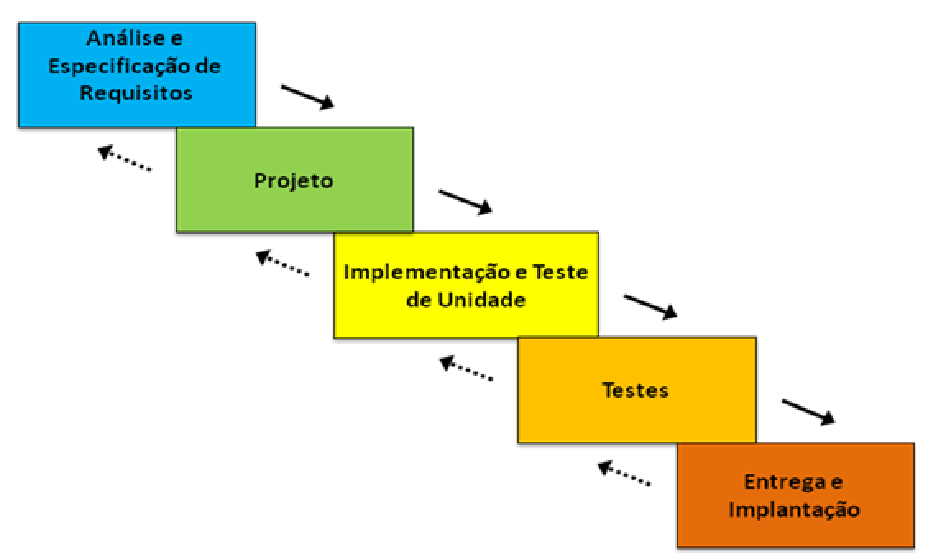 Análise e
Especificação de
Requisitos
Projeto
Implementação e Teste
de Unidade
Testes
Entrega e
Implantação